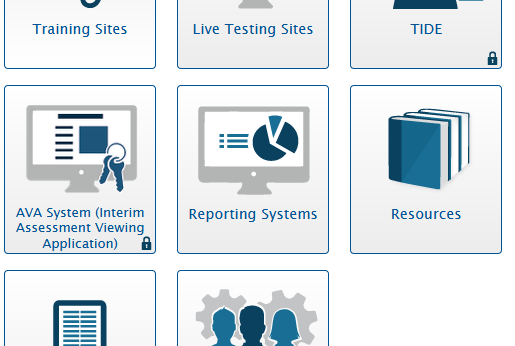 Training Sites
Live Testing Sites
TIDE
AVA System (Interim
Assessment Viewing
Application)
Reporting Systems
Resources